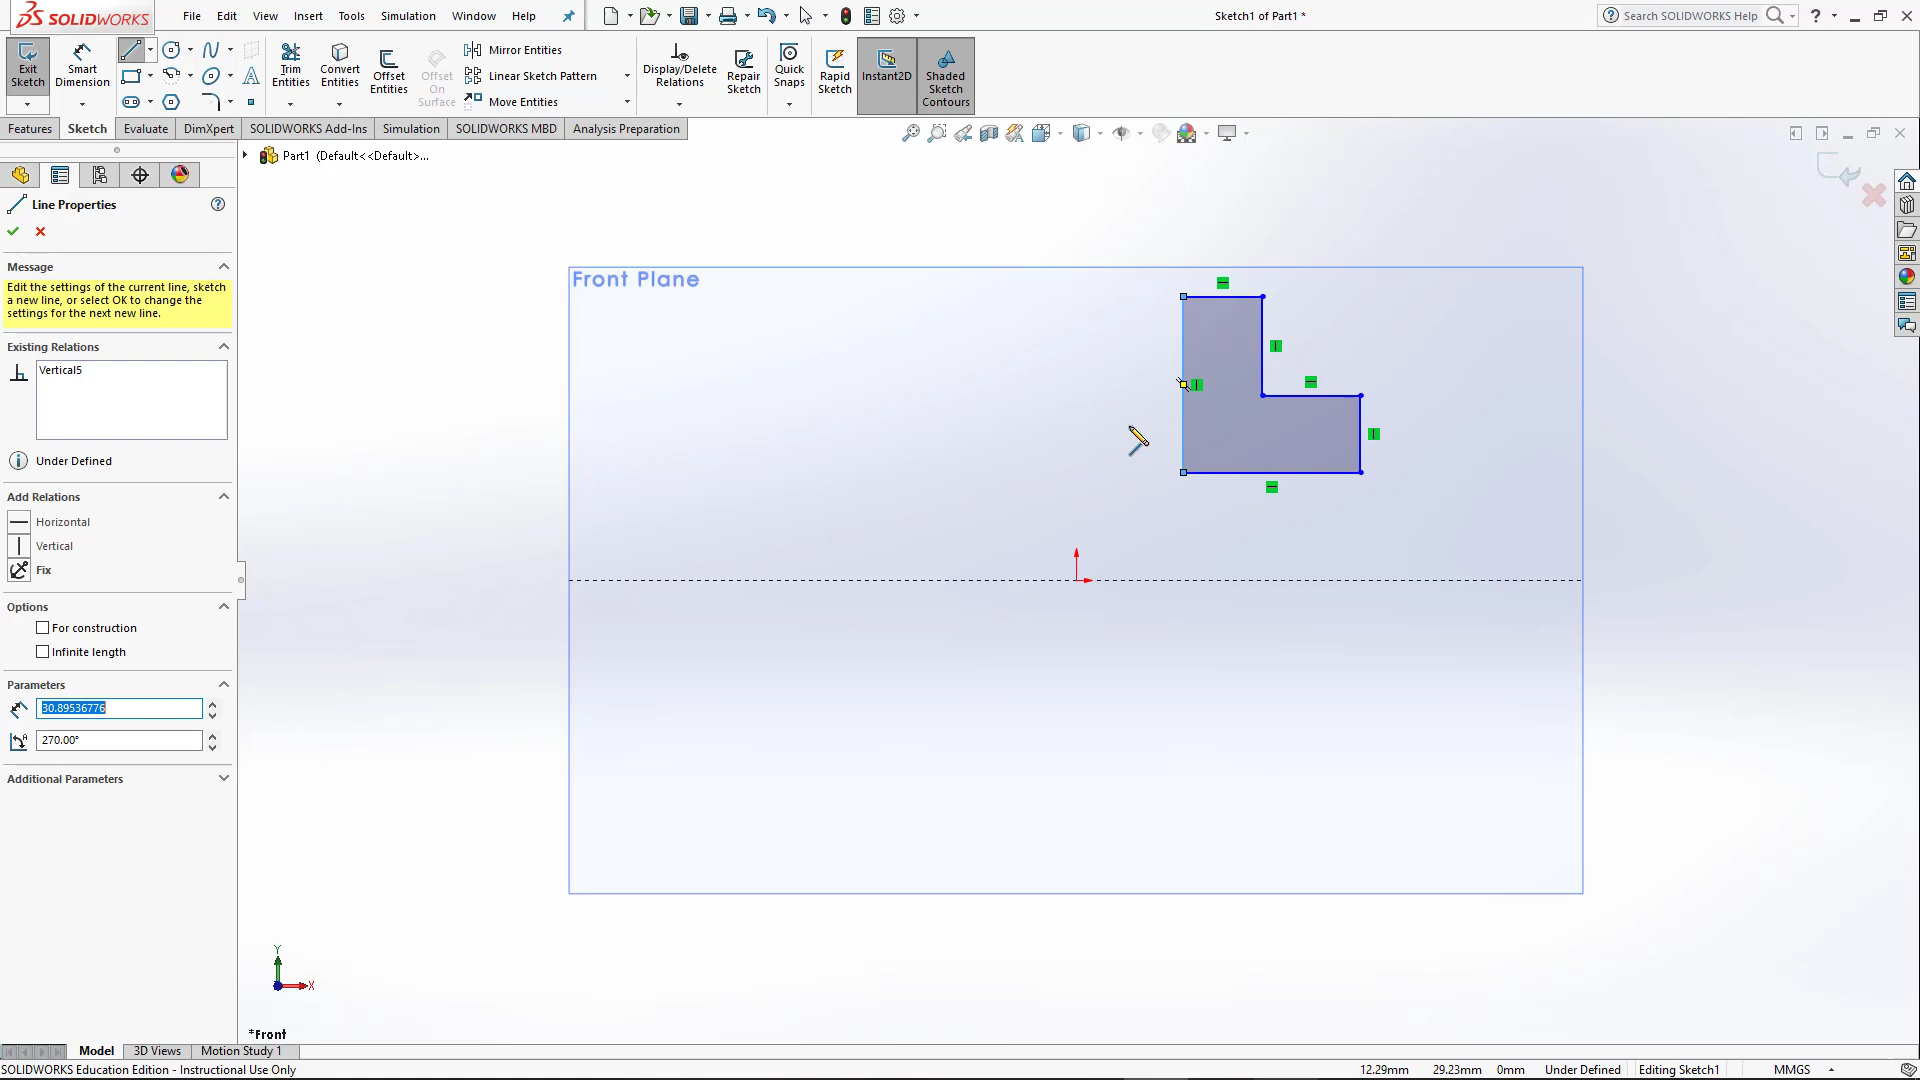 SOLIDWORKS
File Edit View Insert Tools Simulation Window Help
Sketch1 of Part1 *
Search SOLIDWORKS Help
Exit Sketch
Smart Dimension
Trim Entities
Convert Entities
Offset Entities
Offset On Surface
Mirror Entities
Linear Sketch Pattern
Move Entities
Display/Delete Relations
Repair Sketch
Quick Snaps
Rapid Sketch
Instant2D
Shaded Sketch Contours
Features Sketch Evaluate DimXpert SOLIDWORKS Add-Ins Simulation SOLIDWORKS MBD Analysis Preparation
Part1 (Default<<Default>...
Line Properties
Message
Edit the settings of the current line, sketch
a new line, or select OK to change the
settings for the next new line.
Existing Relations
Vertical5
Under Defined
Add Relations
Horizontal
Vertical
Fix
Options
For construction
Infinite length
Parameters
30.89536776
270.00°
Additional Parameters
Front Plane
Y
X
*Front
Model 3D Views Motion Study 1
SOLIDWORKS Education Edition - Instructional Use Only
12.29mm 29.23mm 0mm Under Defined Editing Sketch1 MMGS